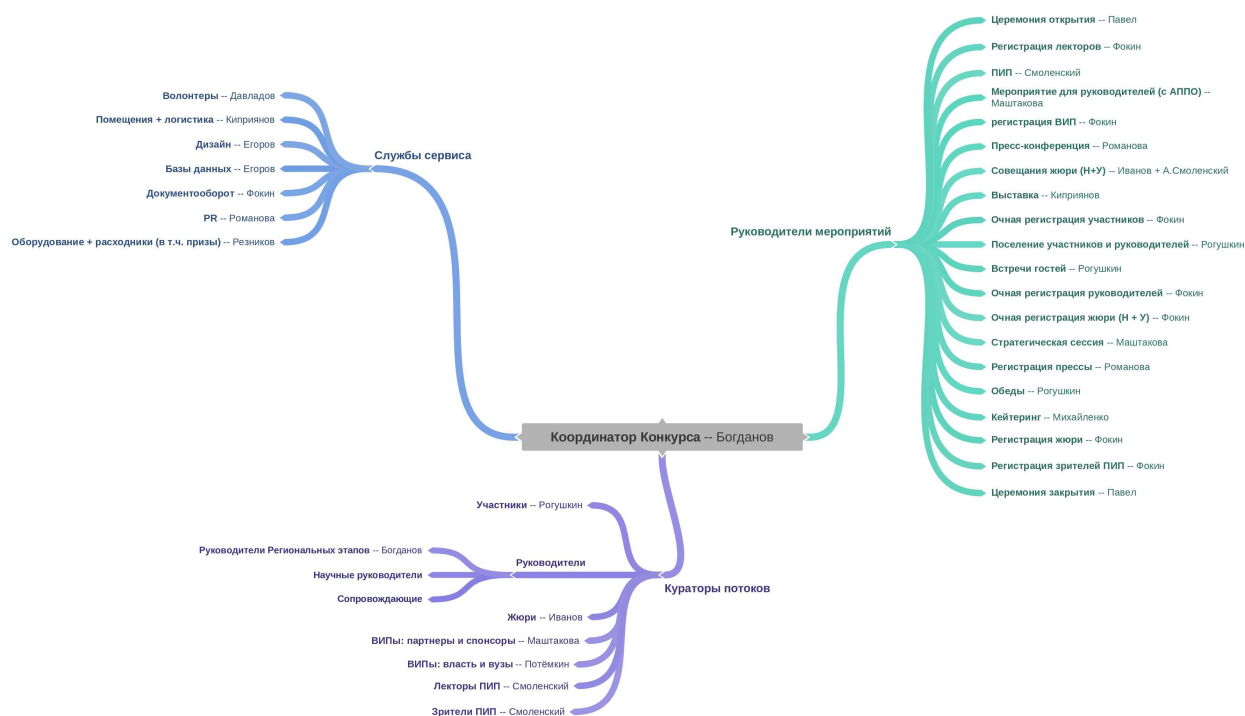 Волонтеры -- Давладов
Помещения + логистика -- Киприянов
Дизайн -- Егоров
Базы данных -- Егоров
Документооборот -- Фокин
PR -- Романова
Оборудование + расходники (в т.ч. призы) -- Резников
Службы сервиса
Церемония открытия -- Павел
Регистрация лекторов -- Фокин
ПИП -- Смоленский
Мероприятие для руководителей (с АППО) --
Маштакова
регистрация ВИП -- Фокин
Пресс-конференция -- Романова
Совещания жюри (Н+У) -- Иванов + А.Смоленский
Выставка -- Киприянов
Очная регистрация участников -- Фокин
Поселение участников и руководителей -- Рогушкин
Встречи гостей -- Рогушкин
Очная регистрация руководителей -- Фокин
Очная регистрация жюри (Н + У) -- Фокин
Стратегическая сессия -- Маштакова
Регистрация прессы -- Романова
Обеды -- Рогушкин
Кейтеринг -- Михайленко
Регистрация жюри -- Фокин
Регистрация зрителей ПИП -- Фокин
Церемония закрытия -- Павел
Руководители мероприятий
Координатор Конкурса -- Богданов
Участники -- Рогушкин
Руководители Региональных этапов -- Богданов
Научные руководители
Сопровождающие
Руководители
Кураторы потоков
Жюри -- Иванов
ВИПы: партнеры и спонсоры -- Маштакова
ВИПы: власть и вузы -- Потёмкин
Лекторы ПИП -- Смоленский
Зрители ПИП -- Смоленский